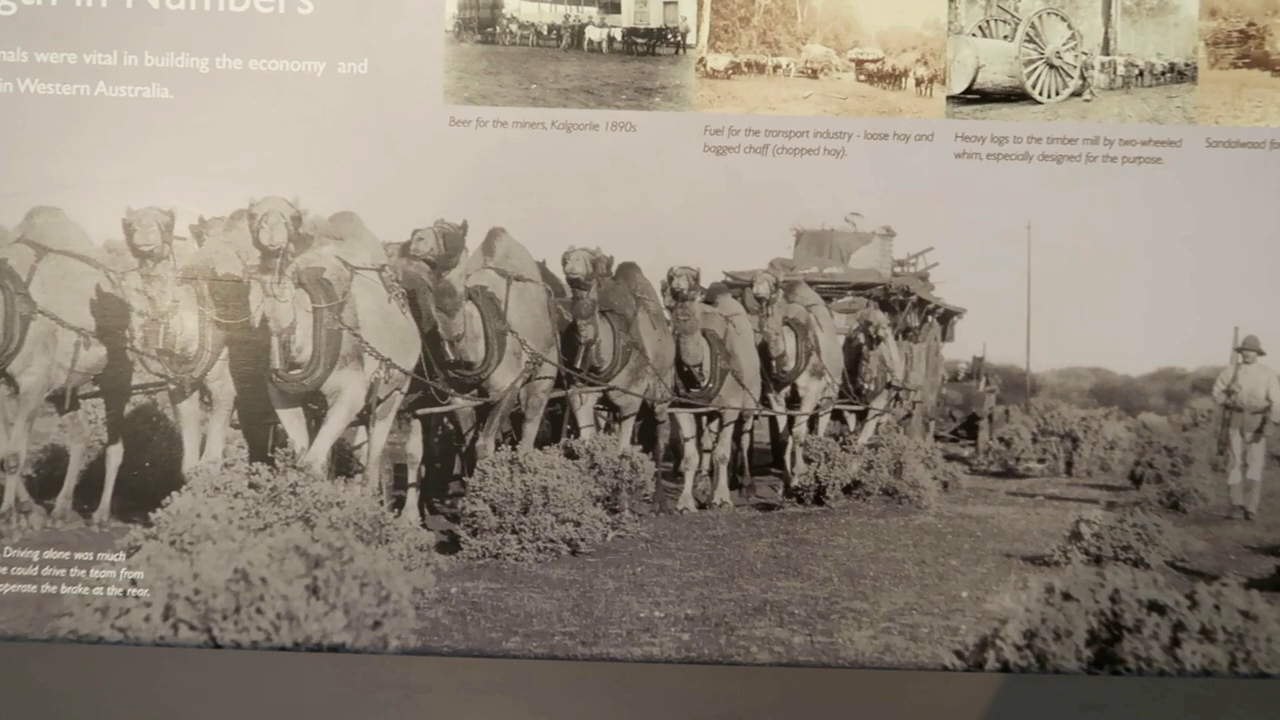 in Numbers
were vital in building the economy and
in Western Australia.
Beer for the miners, Kalgoorlie 1890s
Fuel for the transport industry - loose hay and
bagged chaff (chopped hay).
Heavy logs to the timber mill by two-wheeled
whim, especially designed for the purpose.
Sandalwood
Driving alone was much
could drive the team from
operate the brake at the rear.